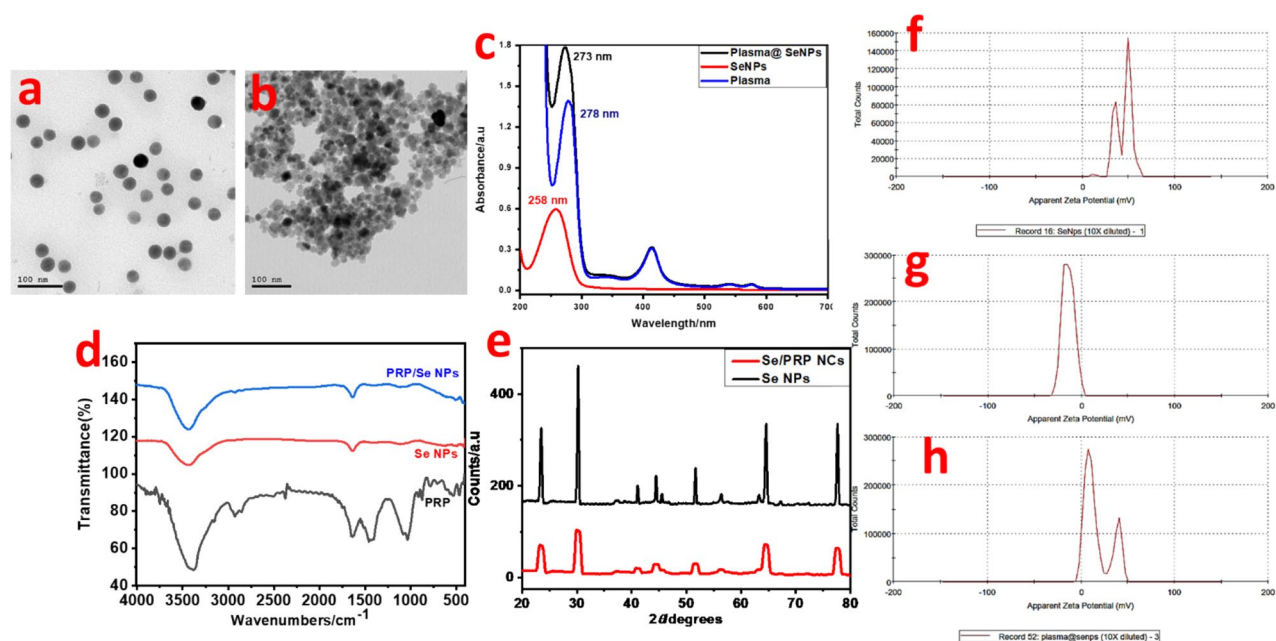 a
100 nm
b
100 nm
c
Absorbance/a.u
1.8
1.5
1.2
0.9
0.6
0.3
0.0
273 nm
278 nm
258 nm
Plasma@ SeNPs
SeNPs
Plasma
200 300 400 500 600 700
Wavelength/nm
d
Transmittance(%)
160
140
120
100
80
60
40
PRP/Se NPs
Se NPs
PRP
4000 3500 3000 2500 2000 1500 1000 500
Wavenumbers/cm-1
e
Counts/a.u
400
200
0
Se/PRP NCs
Se NPs
20 30 40 50 60 70 80
2θ/degrees
f
Total Counts
160000
140000
120000
100000
80000
60000
40000
20000
0
-200 -100 0 100 200
Apparent Zeta Potential (mV)
Record 16: SeNps (10X diluted) - 1
g
Total Counts
300000
200000
100000
0
-200 -100 0 100 200
Apparent Zeta Potential (mV)
h
Total Counts
300000
200000
100000
0
-200 -100 0 100 200
Apparent Zeta Potential (mV)
Record 52: plasma@senps (10X diluted) - 3